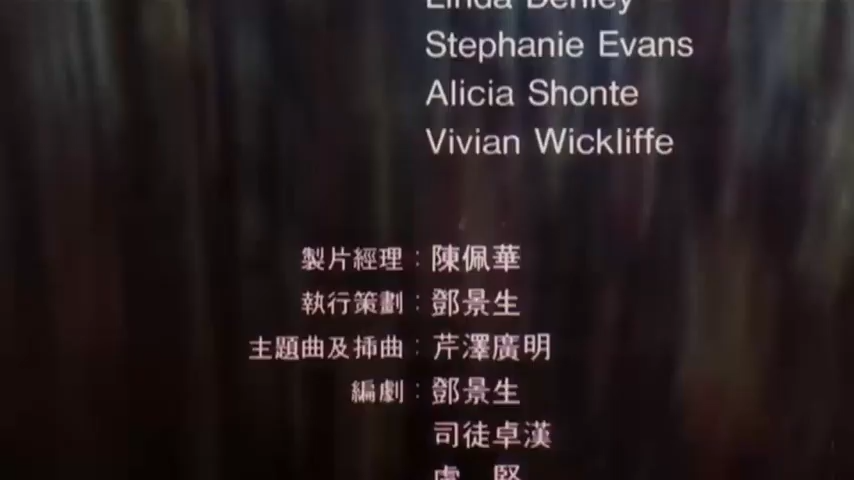 Linda Denley
Stephanie Evans
Alicia Shonte
Vivian Wickliffe
製片經理：陳佩華
執行策劃：鄧景生
主題曲及插曲：芹澤廣明
編劇：鄧景生
司徒卓漢